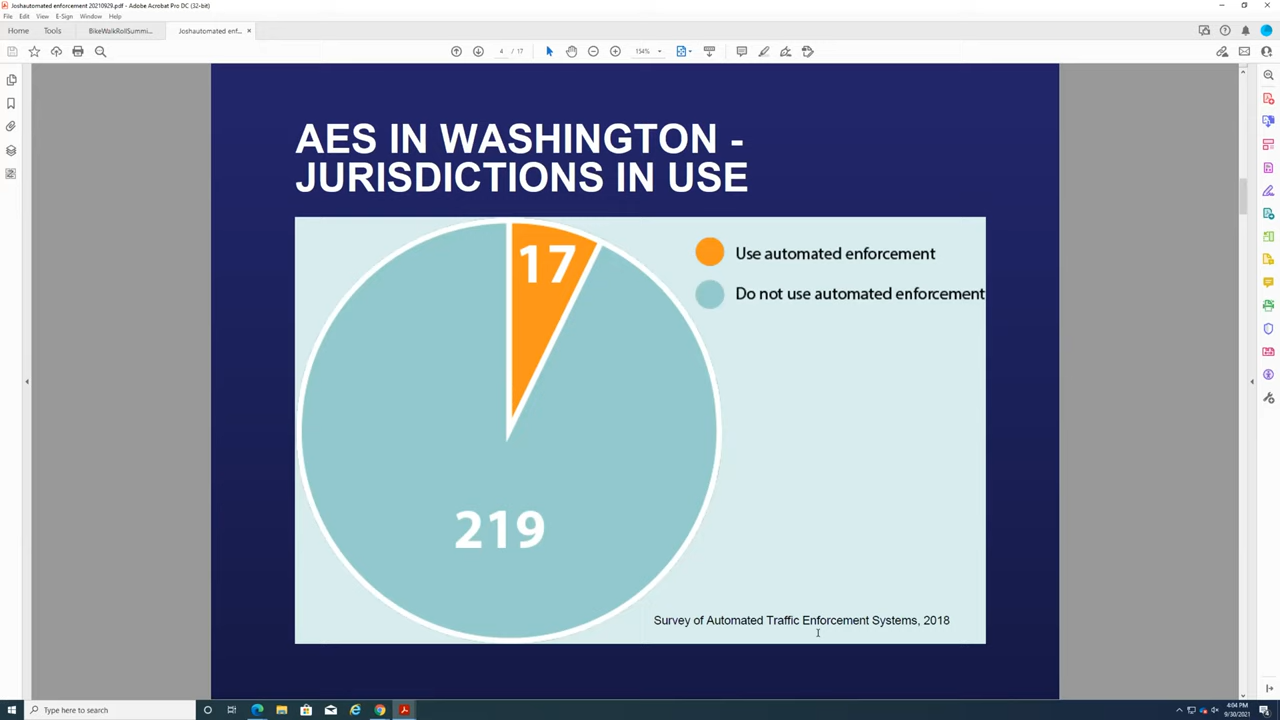 Joshautomated enforcement 20210929.pdf - Adobe Acrobat Pro DC (32-bit)
File Edit View E-Sign Window Help
Home Tools BikeWalkRollSummi... Joshautomated enf...
4 / 17 154%
AES IN WASHINGTON -
JURISDICTIONS IN USE
17
Use automated enforcement
Do not use automated enforcement
219
Survey of Automated Traffic Enforcement Systems, 2018
Type here to search
4:04 PM
9/30/2021